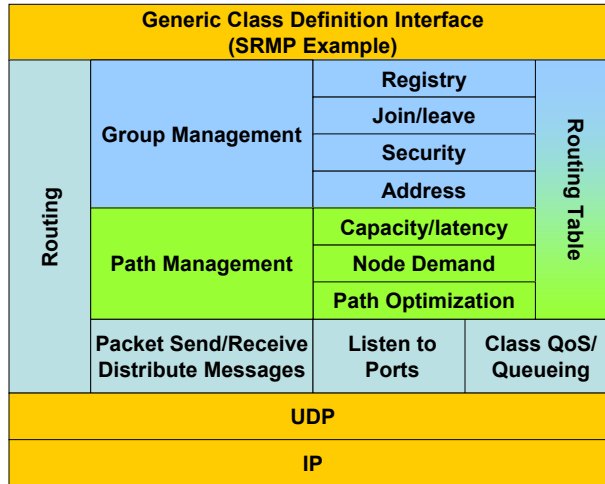 Generic Class Definition Interface
(SRMP Example)
Routing
Group Management
Registry
Join/leave
Security
Address
Routing Table
Path Management
Capacity/latency
Node Demand
Path Optimization
Packet Send/Receive
Distribute Messages
Listen to
Ports
Class QoS/
Queueing
UDP
IP